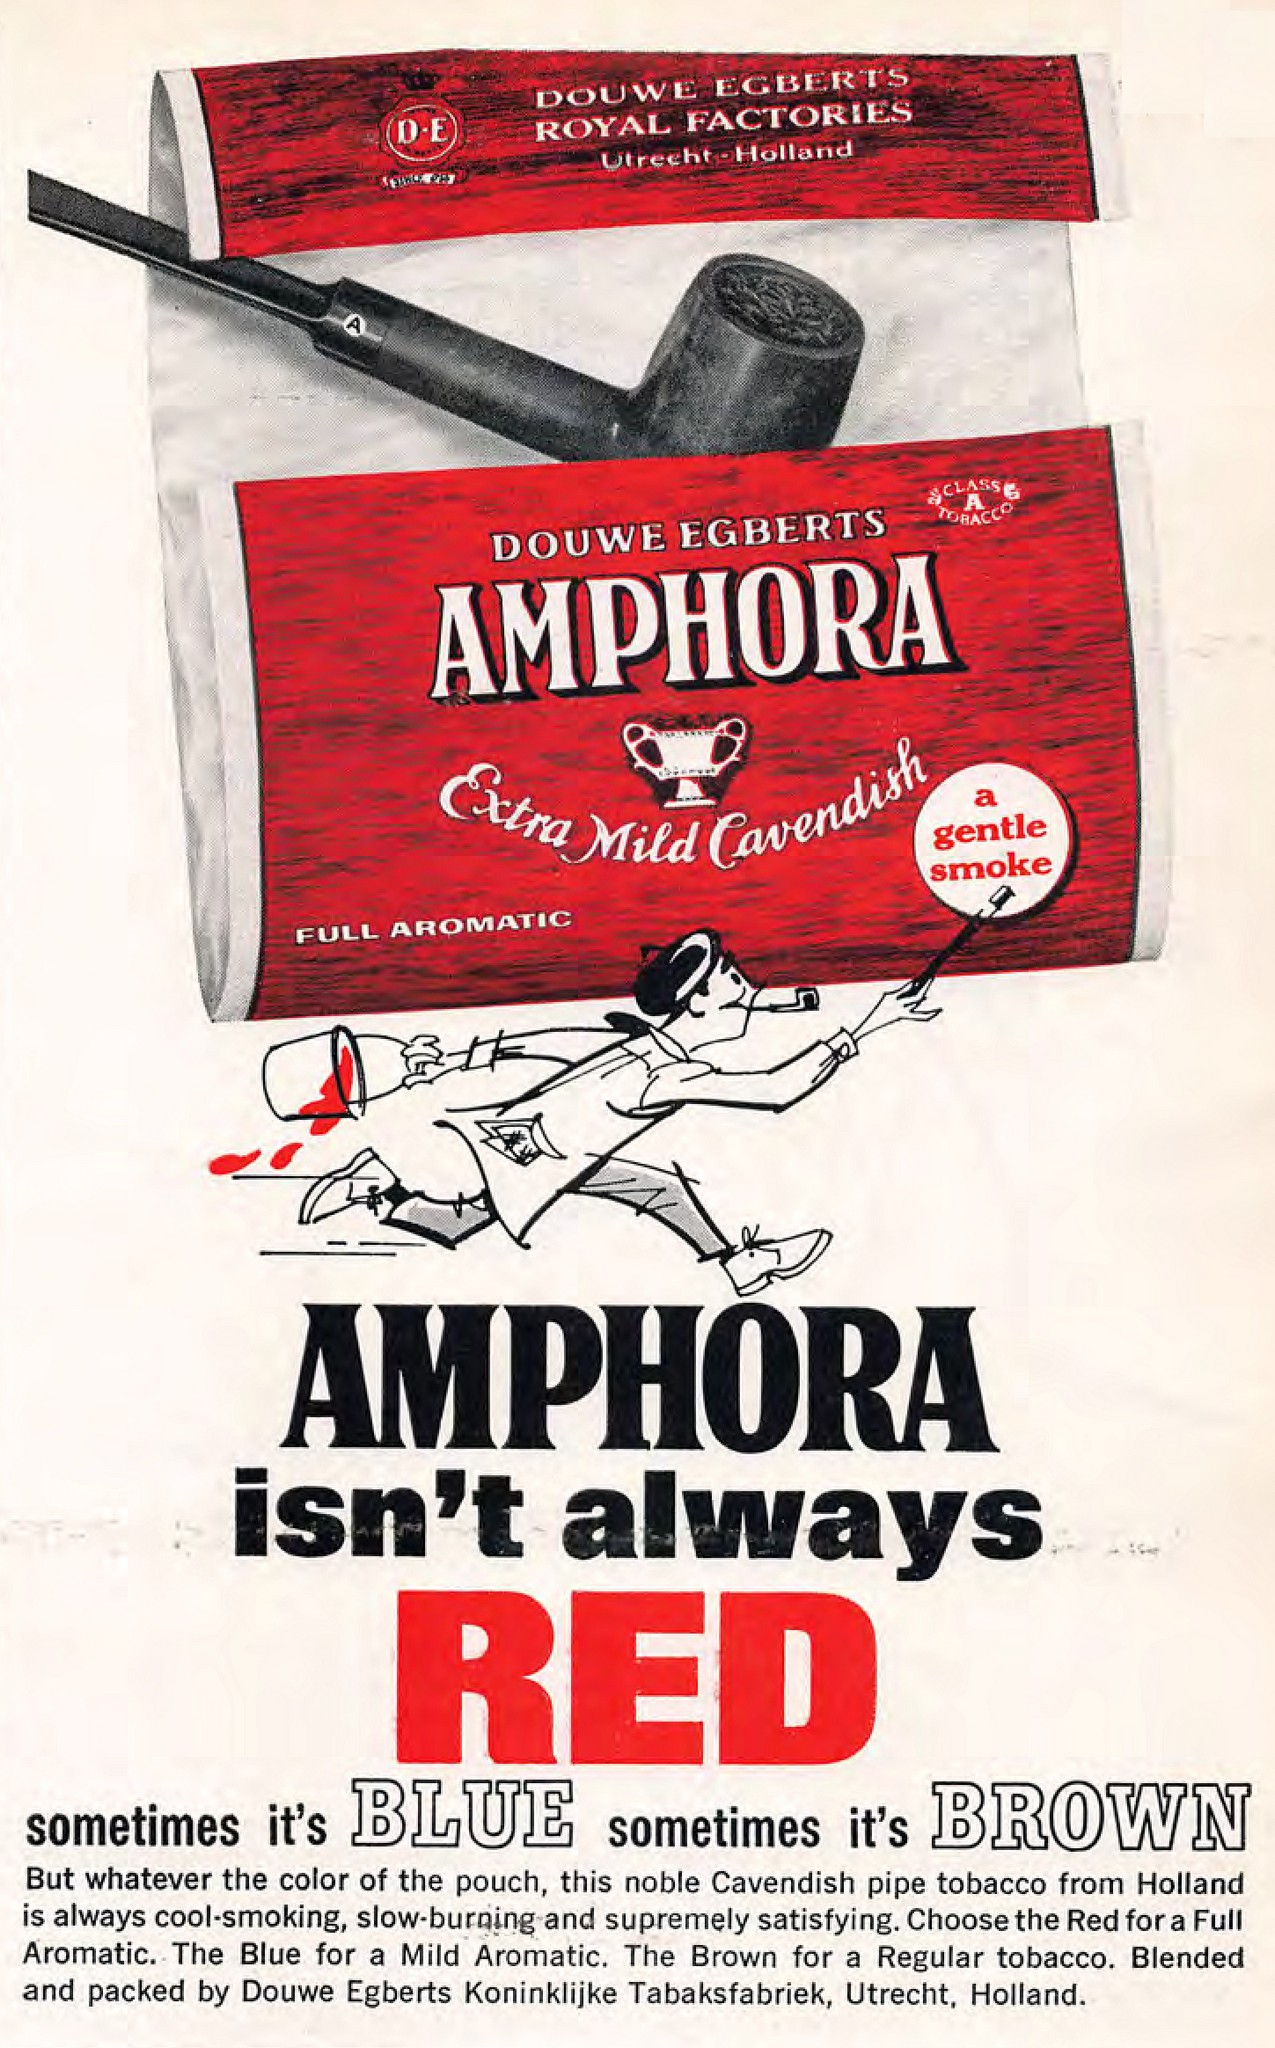 D·E
DOUWE EGBERTS
ROYAL FACTORIES
Utrecht-Holland
A
CLASS
A
TOBACCO
DOUWE EGBERTS
AMPHORA
Extra Mild Cavendish
a
gentle
smoke
FULL AROMATIC
AMPHORA
isn't always
RED
sometimes it's BLUE sometimes it's BROWN
But whatever the color of the pouch, this noble Cavendish pipe tobacco from Holland
is always cool-smoking, slow-burning and supremely satisfying. Choose the Red for a Full
Aromatic. The Blue for a Mild Aromatic. The Brown for a Regular tobacco. Blended
and packed by Douwe Egberts Koninklijke Tabaksfabriek, Utrecht, Holland.